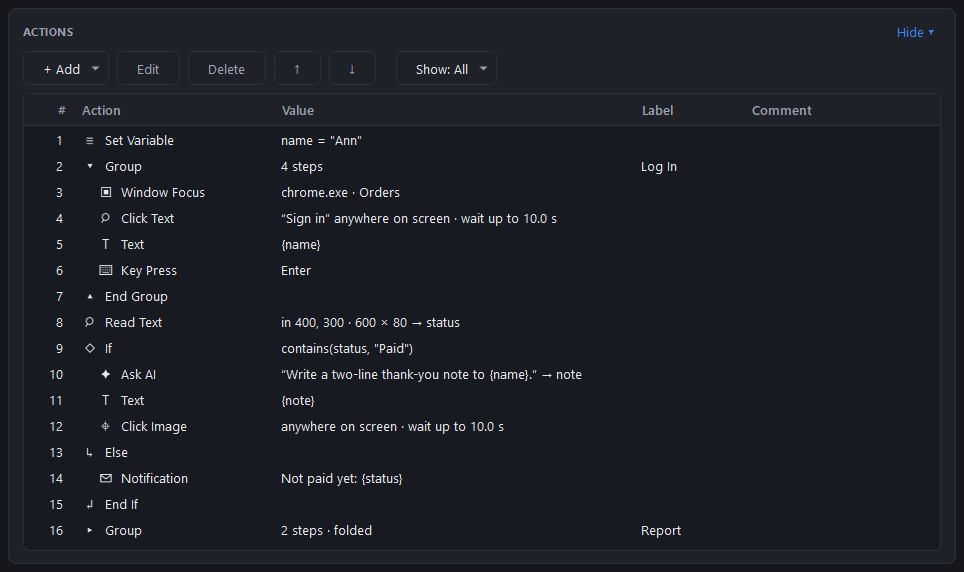 ACTIONS
Hide
+ Add Edit Delete ↑ ↓ Show: All
# Action Value Label Comment
1 Set Variable name = "Ann"
2 Group 4 steps Log In
3 Window Focus chrome.exe · Orders
4 Click Text “Sign in” anywhere on screen · wait up to 10.0 s
5 Text {name}
6 Key Press Enter
7 End Group
8 Read Text in 400, 300 · 600 × 80 → status
9 If contains(status, "Paid")
10 Ask AI “Write a two-line thank-you note to {name}.” → note
11 Text {note}
12 Click Image anywhere on screen · wait up to 10.0 s
13 Else
14 Notification Not paid yet: {status}
15 End If
16 Group 2 steps · folded Report